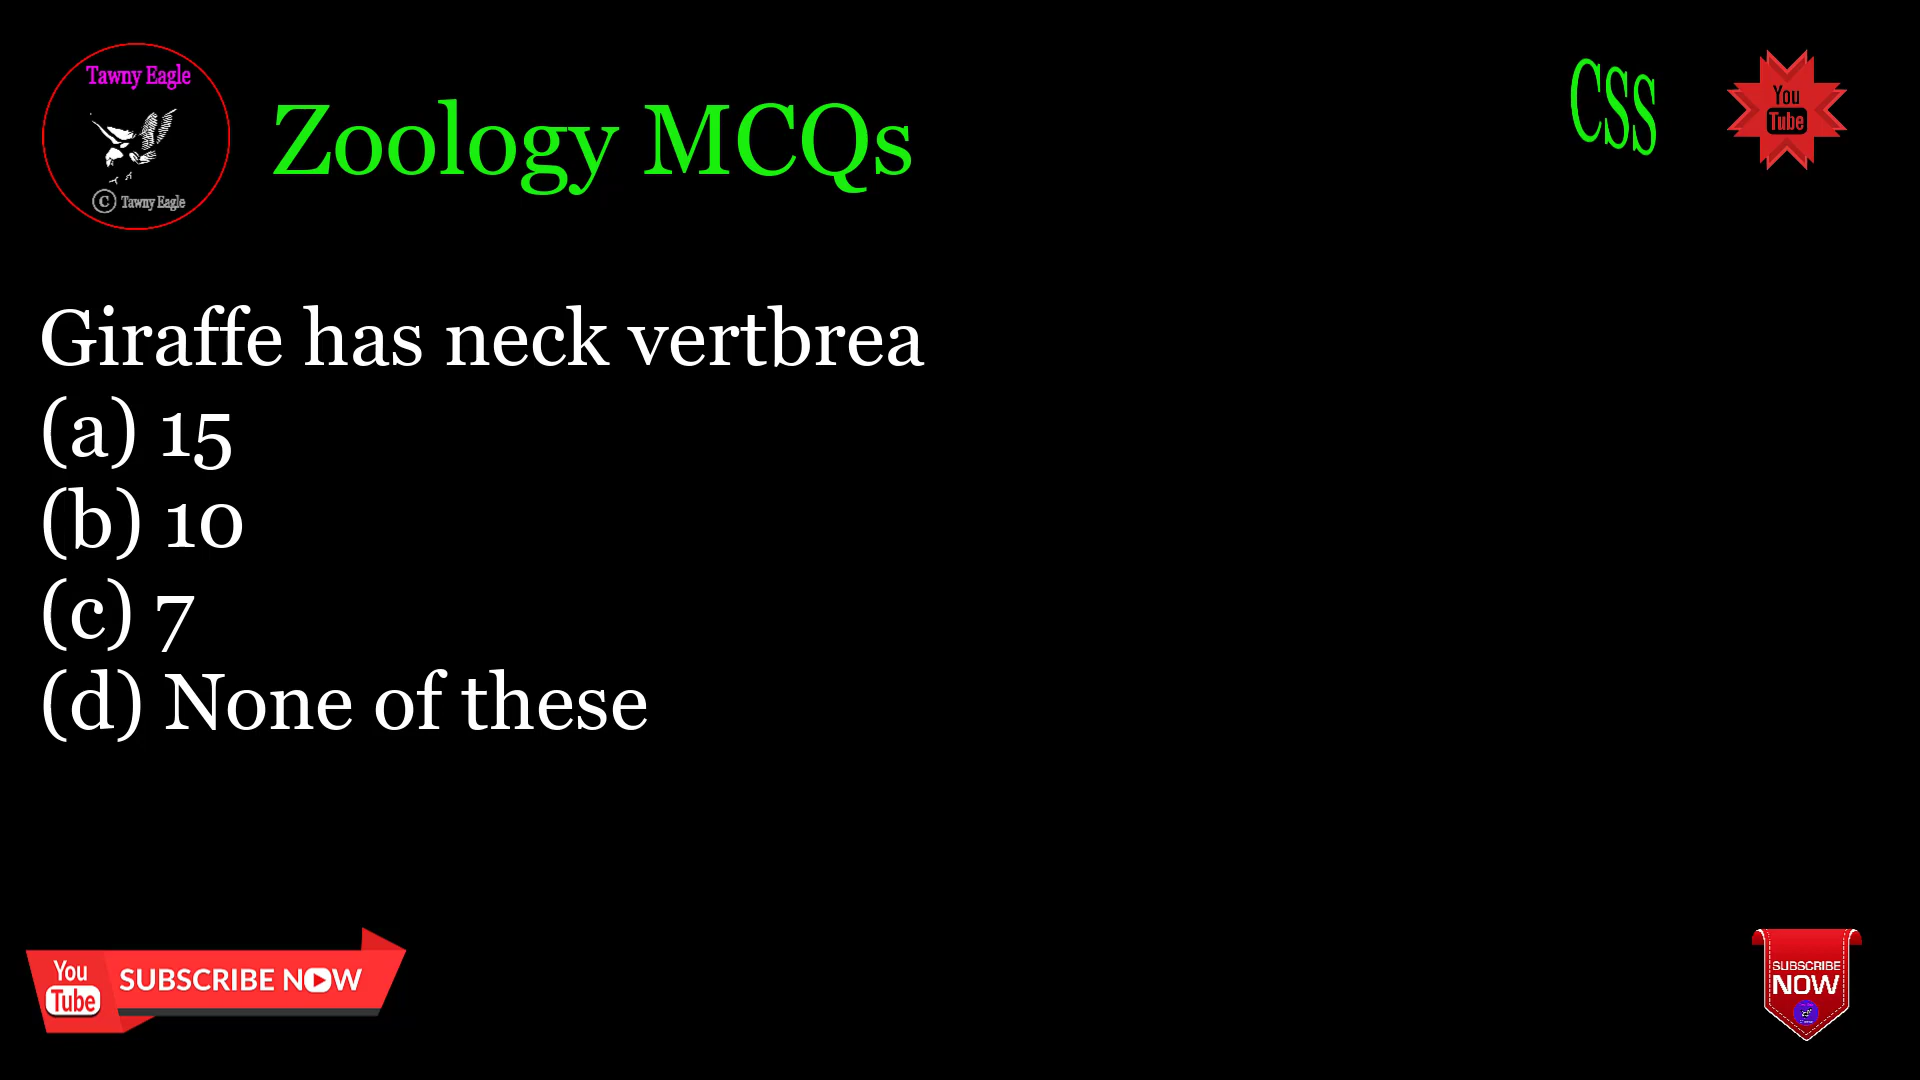 Tawny Eagle
© Tawny Eagle
Zoology MCQs
CSS
You
Tube
Giraffe has neck vertbrea
(a) 15
(b) 10
(c) 7
(d) None of these
You
Tube
SUBSCRIBE NOW
SUBSCRIBE
NOW